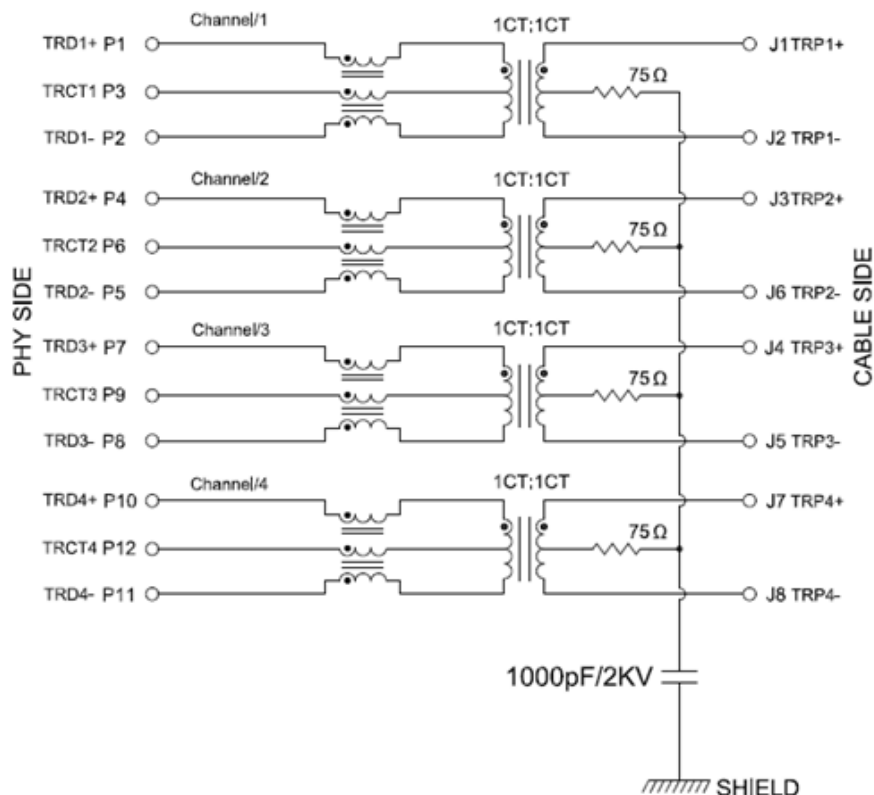 Channel/1
1CT;1CT
TRD1+ P1
J1 TRP1+
75Ω
TRCT1 P3
TRD1- P2
J2 TRP1-
Channel/2
1CT:1CT
TRD2+ P4
J3 TRP2+
75Ω
TRCT2 P6
TRD2- P5
J6 TRP2-
PHY SIDE
CABLE SIDE
Channel/3
1CT:1CT
TRD3+ P7
J4 TRP3+
75Ω
TRCT3 P9
TRD3- P8
J5 TRP3-
Channel/4
1CT;1CT
TRD4+ P10
J7 TRP4+
75Ω
TRCT4 P12
TRD4- P11
J8 TRP4-
1000pF/2KV
SHIELD